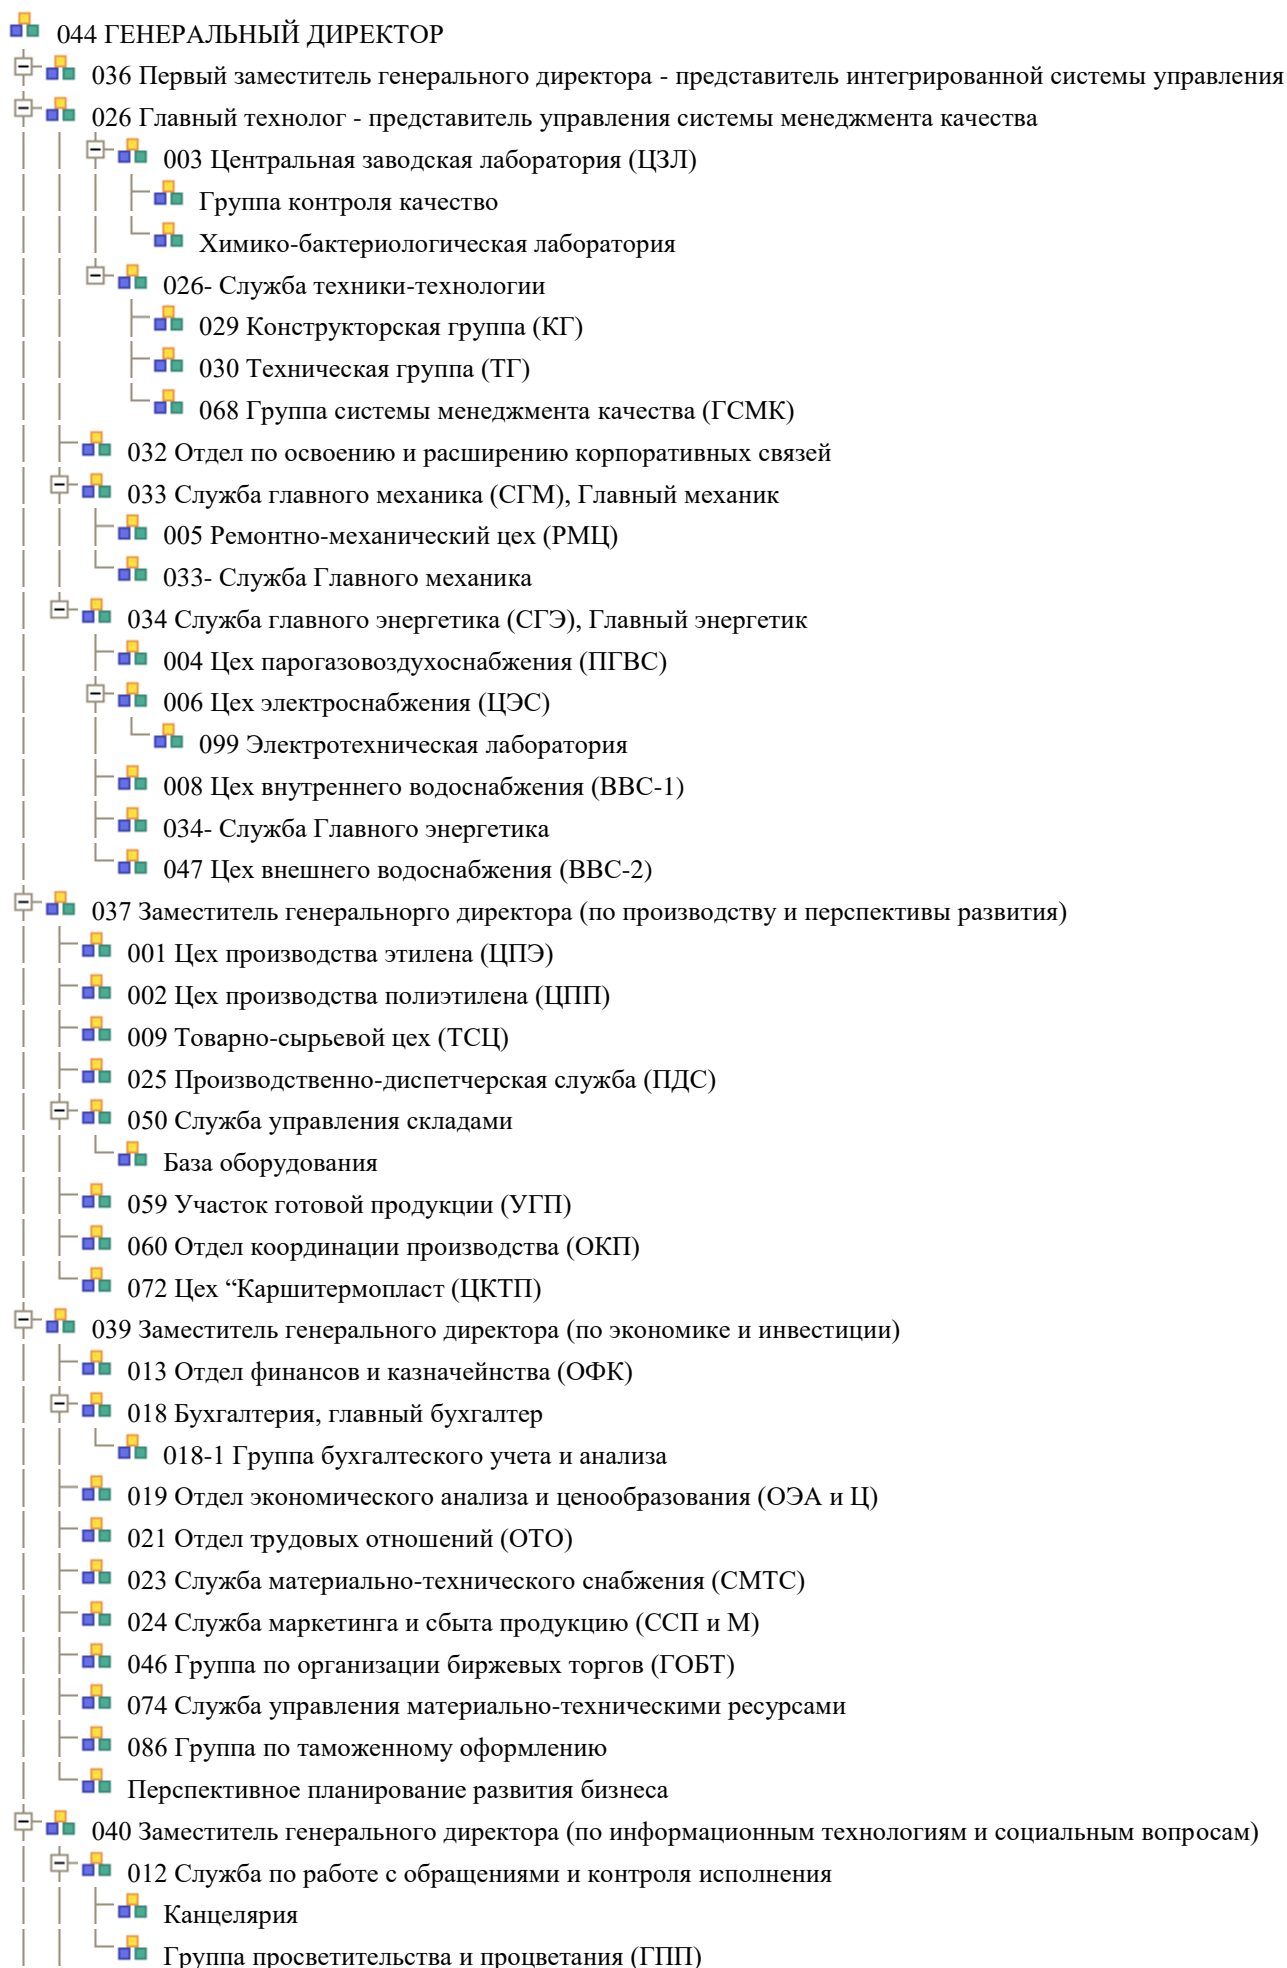 044 ГЕНЕРАЛЬНЫЙ ДИРЕКТОР
036 Первый заместитель генерального директора - представитель интегрированной системы управления
026 Главный технолог - представитель управления системы менеджмента качества
003 Центральная заводская лаборатория (ЦЗЛ)
Группа контроля качество
Химико-бактериологическая лаборатория
026- Служба техники-технологии
029 Конструкторская группа (КГ)
030 Техническая группа (ТГ)
068 Группа системы менеджмента качества (ГСМК)
032 Отдел по освоению и расширению корпоративных связей
033 Служба главного механика (СГМ), Главный механик
005 Ремонтно-механический цех (РМЦ)
033- Служба Главного механика
034 Служба главного энергетика (СГЭ), Главный энергетик
004 Цех парогазовоздухоснабжения (ПГВС)
006 Цех электроснабжения (ЦЭС)
099 Электротехническая лаборатория
008 Цех внутреннего водоснабжения (ВВС-1)
034- Служба Главного энергетика
047 Цех внешнего водоснабжения (ВВС-2)
037 Заместитель генеральнорго директора (по производству и перспективы развития)
001 Цех производства этилена (ЦПЭ)
002 Цех производства полиэтилена (ЦПП)
009 Товарно-сырьевой цех (ТСЦ)
025 Производственно-диспетчерская служба (ПДС)
050 Служба управления складами
База оборудования
059 Участок готовой продукции (УГП)
060 Отдел координации производства (ОКП)
072 Цех “Каршитермопласт (ЦКТП)
039 Заместитель генерального директора (по экономике и инвестиции)
013 Отдел финансов и казначейнства (ОФК)
018 Бухгалтерия, главный бухгалтер
018-1 Группа бухгалтеского учета и анализа
019 Отдел экономического анализа и ценообразования (ОЭА и Ц)
021 Отдел трудовых отношений (ОТО)
023 Служба материально-технического снабжения (СМТС)
024 Служба маркетинга и сбыта продукцию (ССП и М)
046 Группа по организации биржевых торгов (ГОБТ)
074 Служба управления материально-техническими ресурсами
086 Группа по таможенному оформлению
Перспективное планирование развития бизнеса
040 Заместитель генерального директора (по информационным технологиям и социальным вопросам)
012 Служба по работе с обращениями и контроля исполнения
Канцелярия
Группа просветительства и процветания (ГПП)